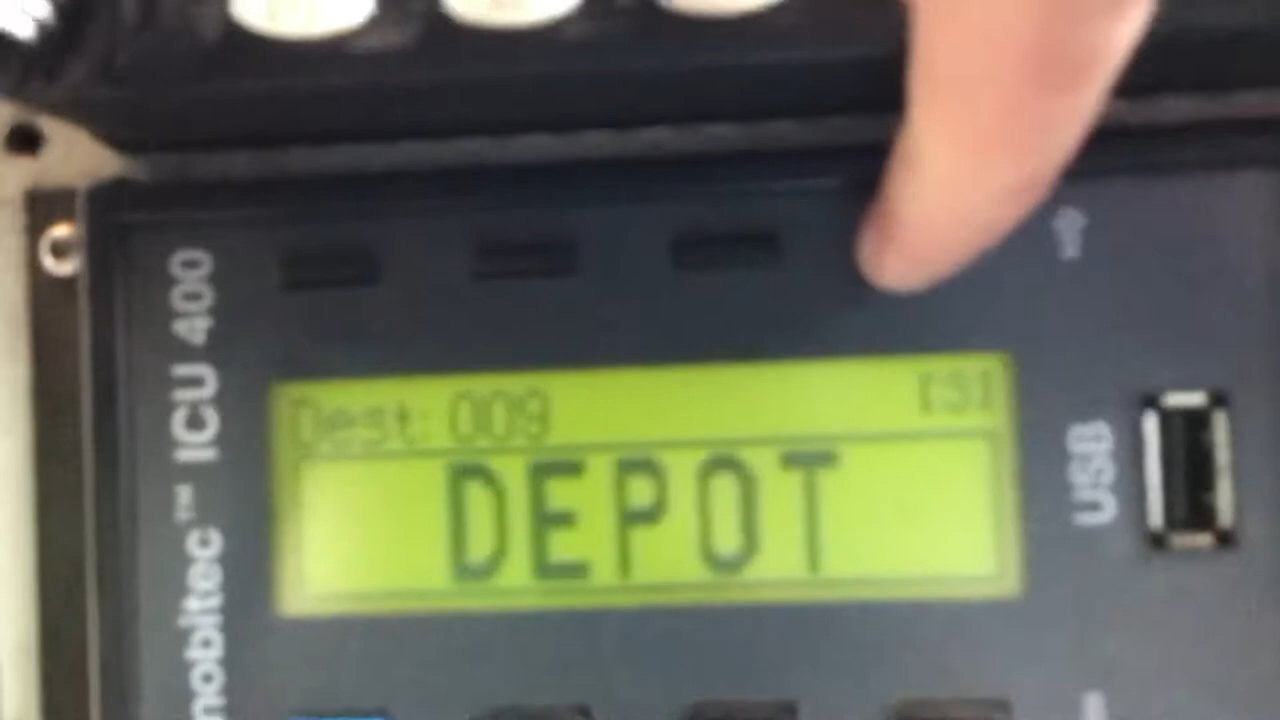 Dest: 009 [S]
DEPOT
mobitec™ ICU 400
USB